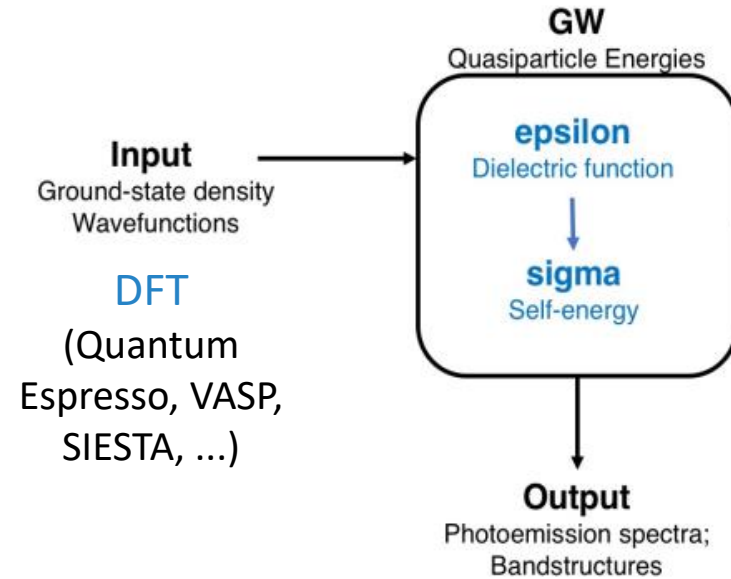 Input
Ground-state density
Wavefunctions
DFT
(Quantum
Espresso, VASP,
SIESTA, ...)
GW
Quasiparticle Energies
epsilon
Dielectric function
sigma
Self-energy
Output
Photoemission spectra;
Bandstructures